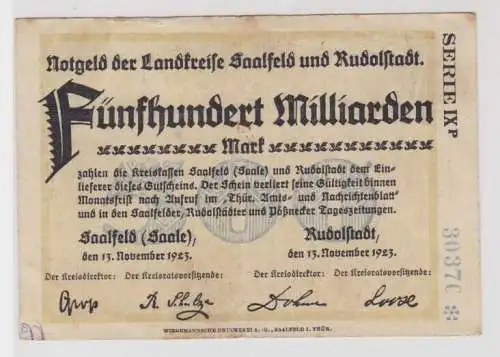 Notgeld der Landkreise Saalfeld und Rudolstadt.
Fünfhundert Milliarden
Mark
zahlen die Kreiskassen Saalfeld (Saale) und Rudolstadt dem Ein-
lieferer dieses Gutscheins. Der Schein verliert seine Gültigkeit binnen
Monatsfrist nach Aufruf im „Thür. Amts- und Nachrichtenblatt“
und in den Saalfelder, Rudolstädter und Pößnecker Tageszeitungen.
Saalfeld (Saale), Rudolstadt,
den 13. November 1923. den 13. November 1923.
Der Kreisdirektor: Der Kreisratsvorsitzende: Der Kreisdirektor: Der Kreisratsvorsitzende:
R. Schulze
WIEDEMANNSCHE DRUCKEREI A.-G., SAALFELD I. THÜR.
SERIE IXp
30370